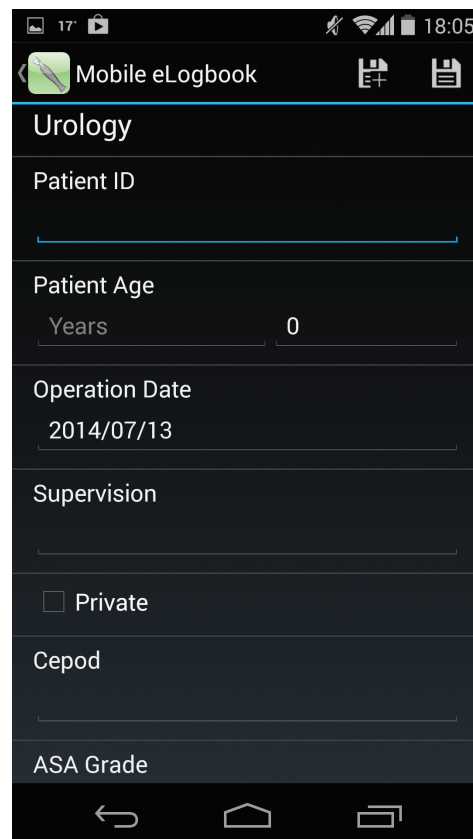 17°
18:05
Mobile eLogbook
Urology
Patient ID
Patient Age
Years 0
Operation Date
2014/07/13
Supervision
Private
Cepod
ASA Grade